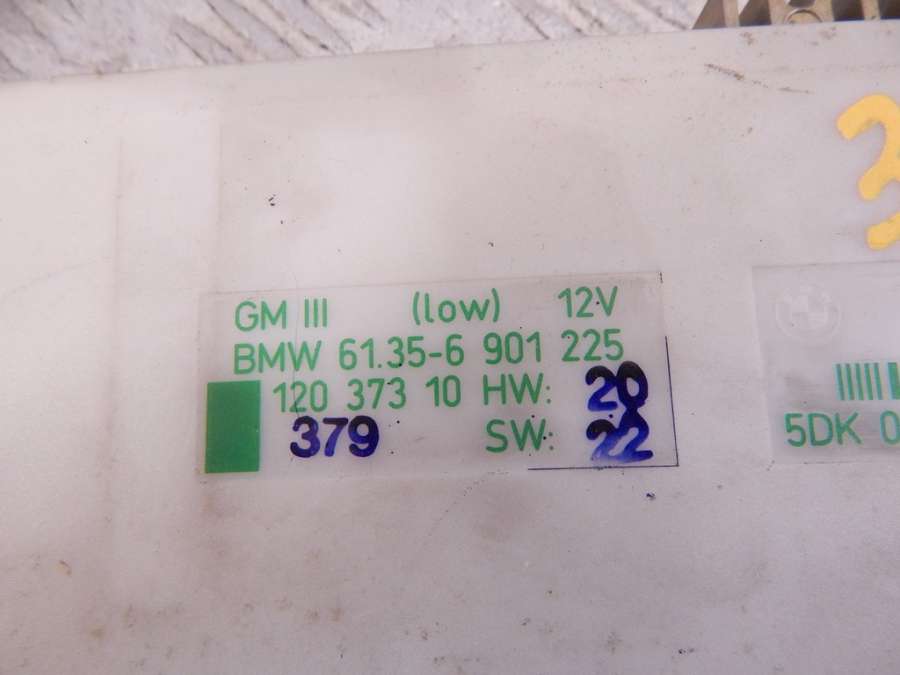 GM III (low) 12V
BMW 61.35-6 901 225
120 373 10 HW: 20
379 SW: 22
5DK 0
3